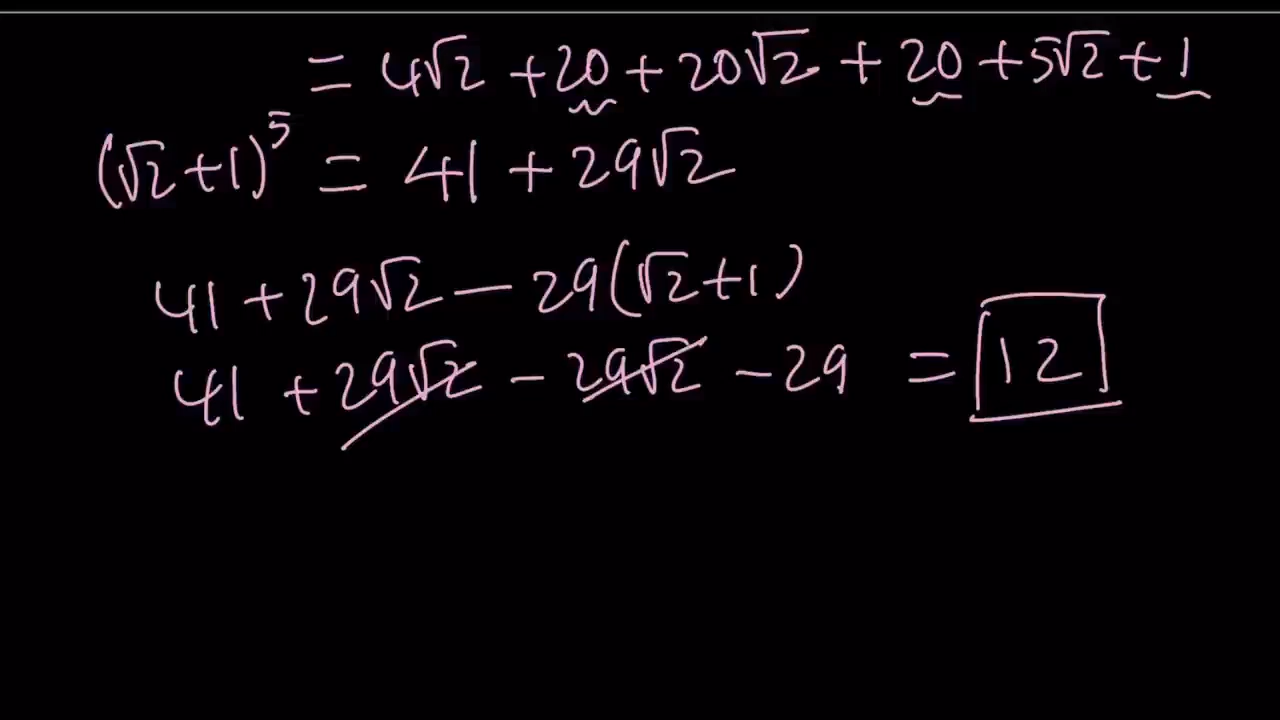 = 4√2 + 20 + 20√2 + 20 + 5√2 + 1
(√2 + 1)⁵ = 41 + 29√2
41 + 29√2 − 29(√2 + 1)
41 + 29√2 − 29√2 − 29 = 12